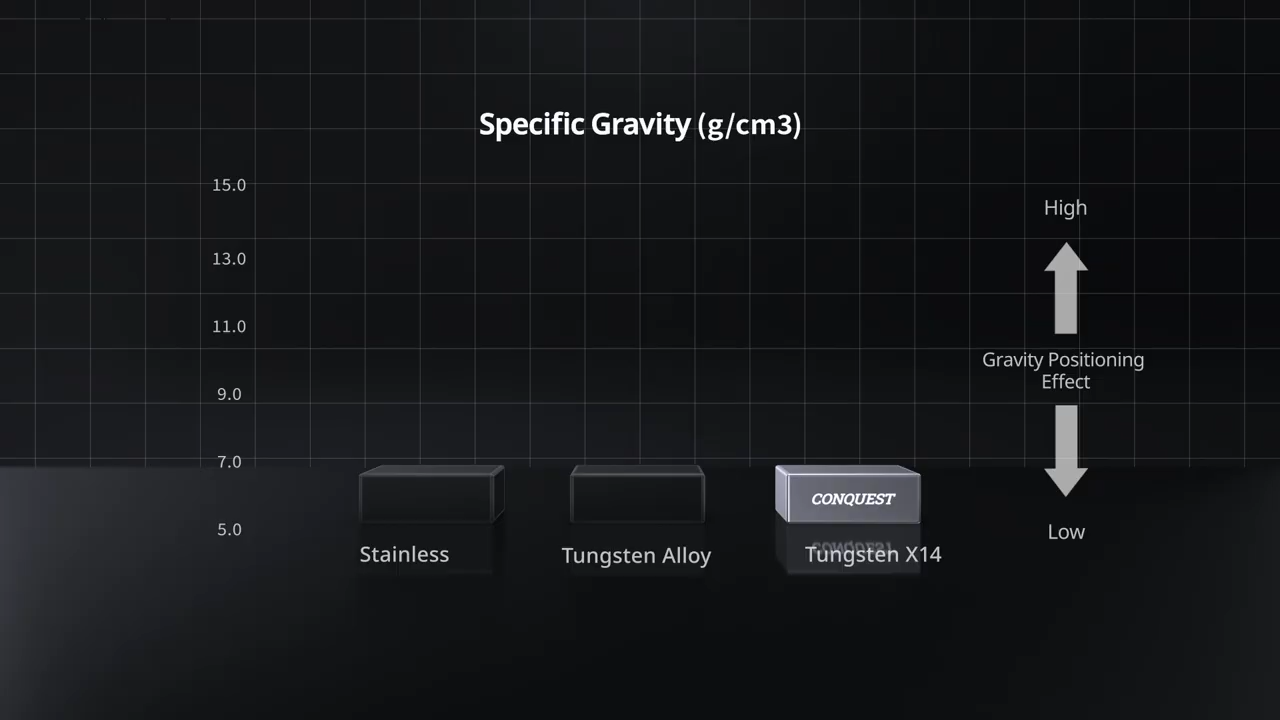 Specific Gravity (g/cm3)
15.0
13.0
11.0
9.0
7.0
5.0
High
Gravity Positioning
Effect
Low
CONQUEST
Stainless
Tungsten Alloy
Tungsten X14